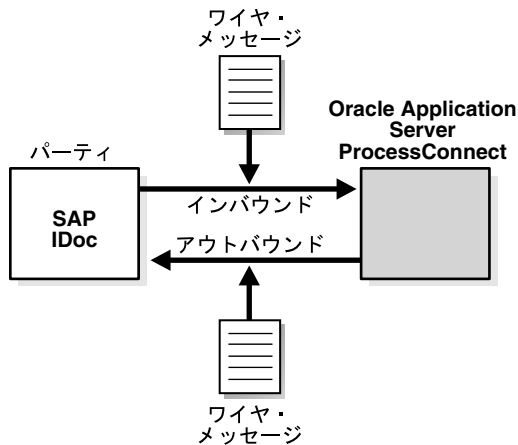 ワイヤ・
メッセージ
Oracle Application
Server
ProcessConnect
パーティ
SAP
IDoc
インバウンド
アウトバウンド
ワイヤ・
メッセージ